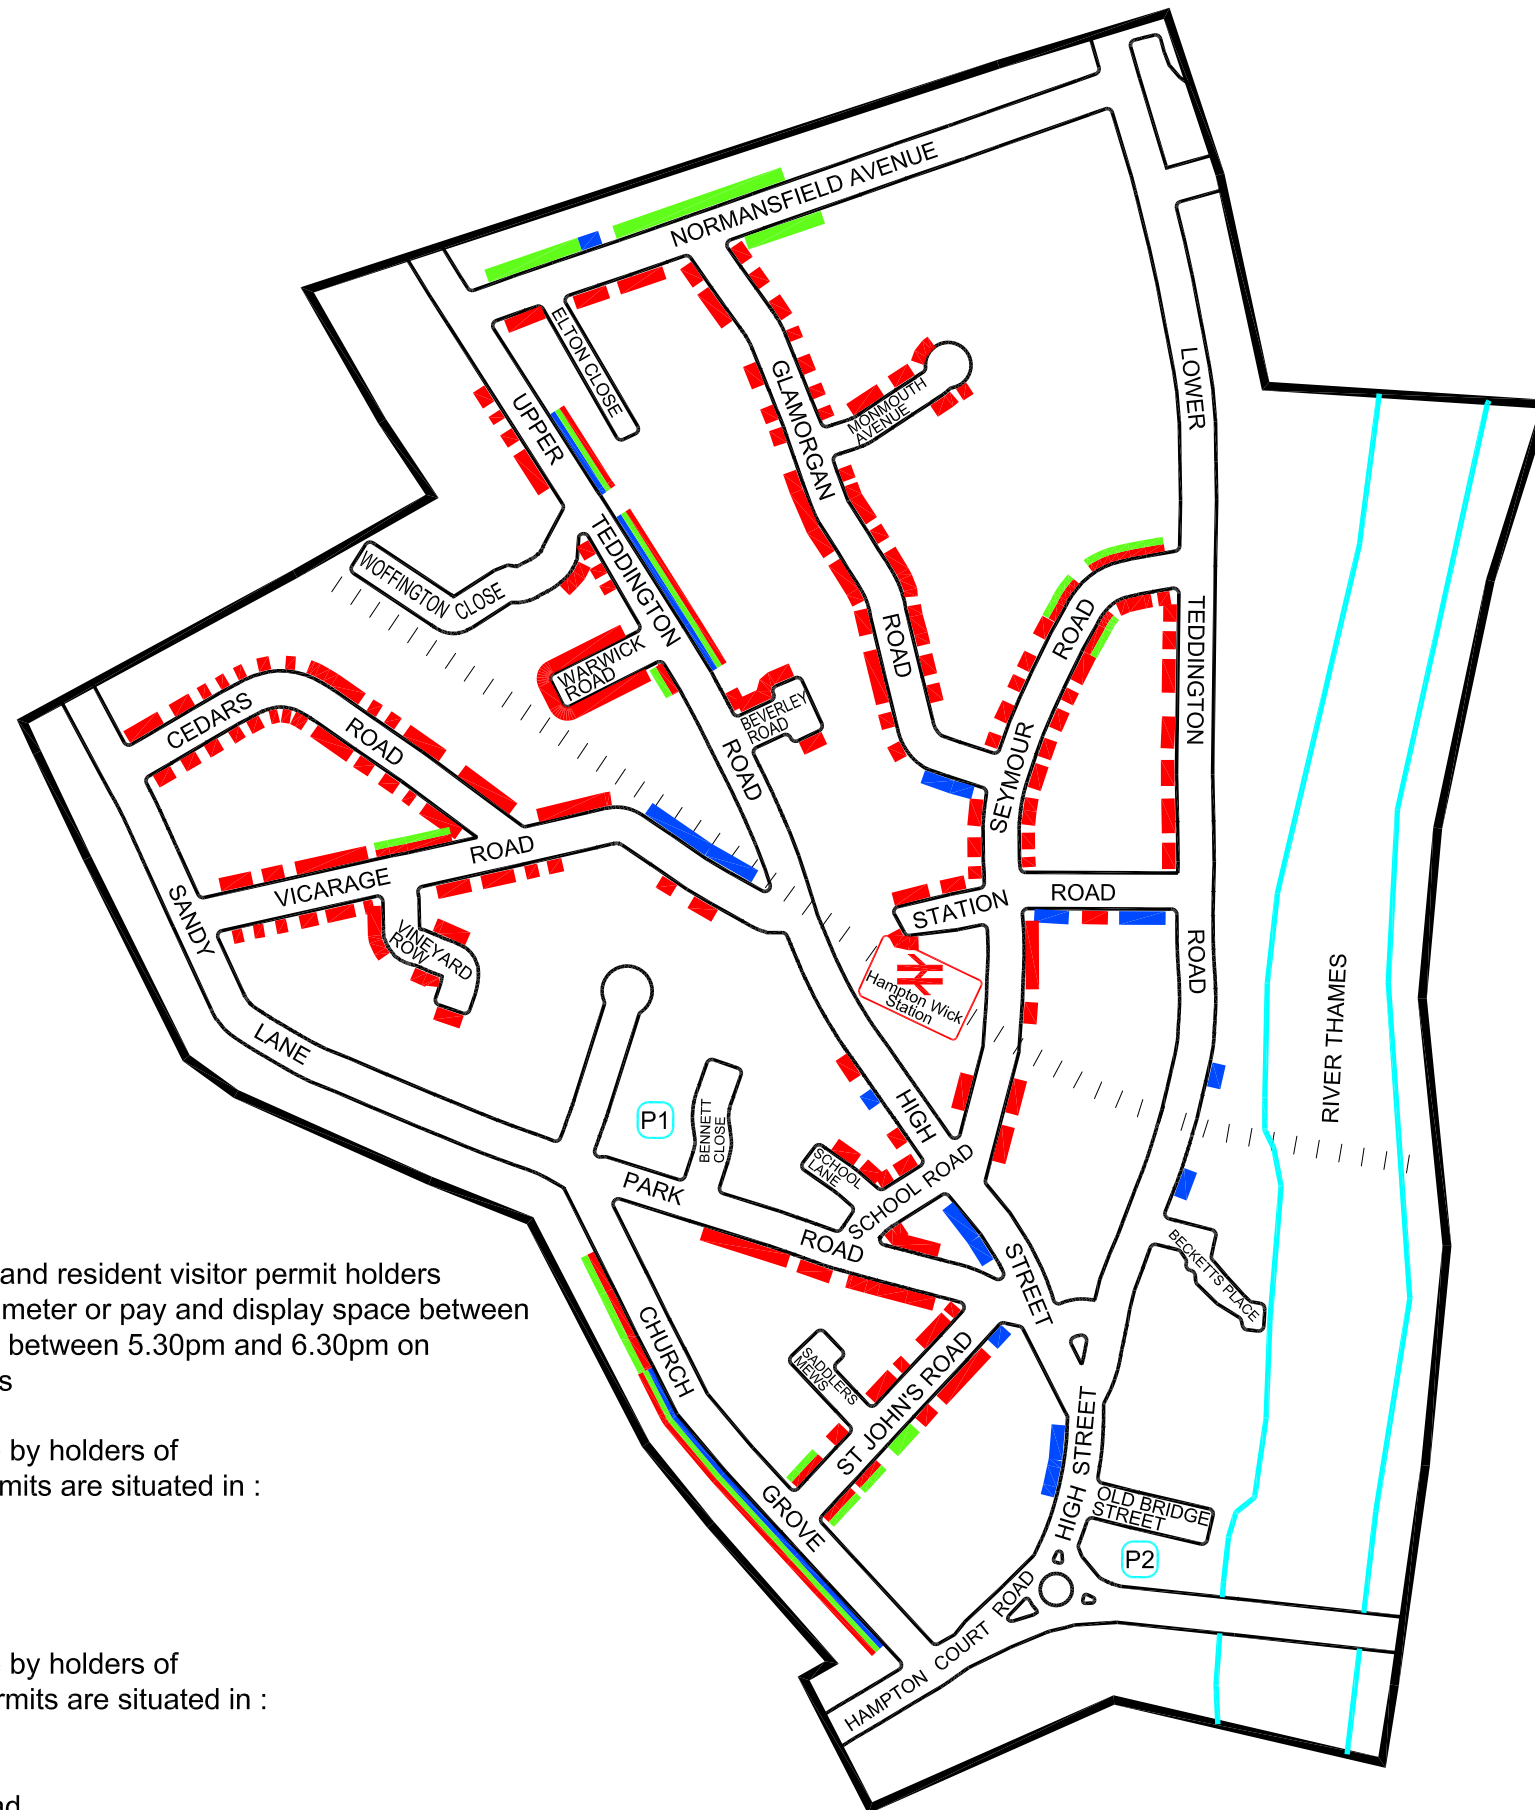 NORMANSFIELD AVENUE
ELTON CLOSE
UPPER
TEDDINGTON
ROAD
GLAMORGAN
ROAD
MONMOUTH
AVENUE
LOWER
TEDDINGTON
ROAD
WOFFINGTON CLOSE
WARWICK
ROAD
BEVERLEY
ROAD
CEDARS
ROAD
SEYMOUR
ROAD
VICARAGE
ROAD
VINEYARD
ROW
SANDY
LANE
STATION
ROAD
Hampton Wick
Station
RIVER THAMES
P1
BENNETT
CLOSE
HIGH
STREET
SCHOOL
LANE
SCHOOL ROAD
PARK
ROAD
BECKETTS PLACE
CHURCH
GROVE
SADDLERS
MEWS
ST JOHN'S ROAD
HIGH STREET
OLD BRIDGE
STREET
P2
HAMPTON COURT ROAD
and resident visitor permit holders
meter or pay and display space between
between 5.30pm and 6.30pm on
s
by holders of
mits are situated in :
by holders of
rmits are situated in :